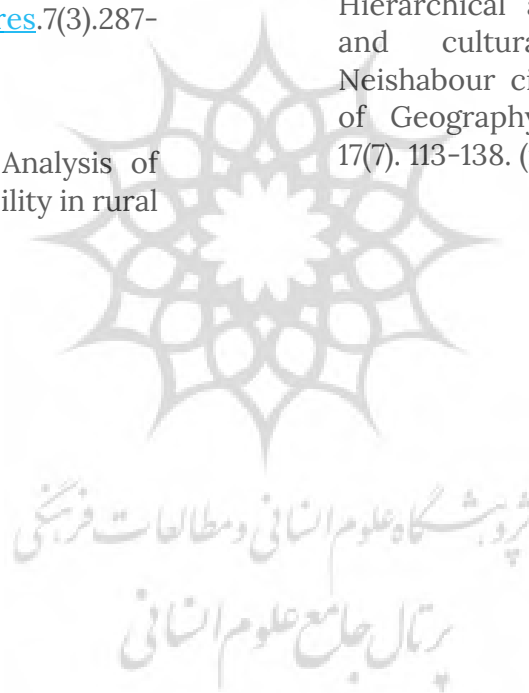 res.7(3).287-
Analysis of
ility in rural
Hierarchical
and cultura
Neishabour ci
of Geography
17(7). 113-138. (
پژوهشگاه علوم انسانی و مطالعات فرهنگی
پرتال جامع علوم انسانی